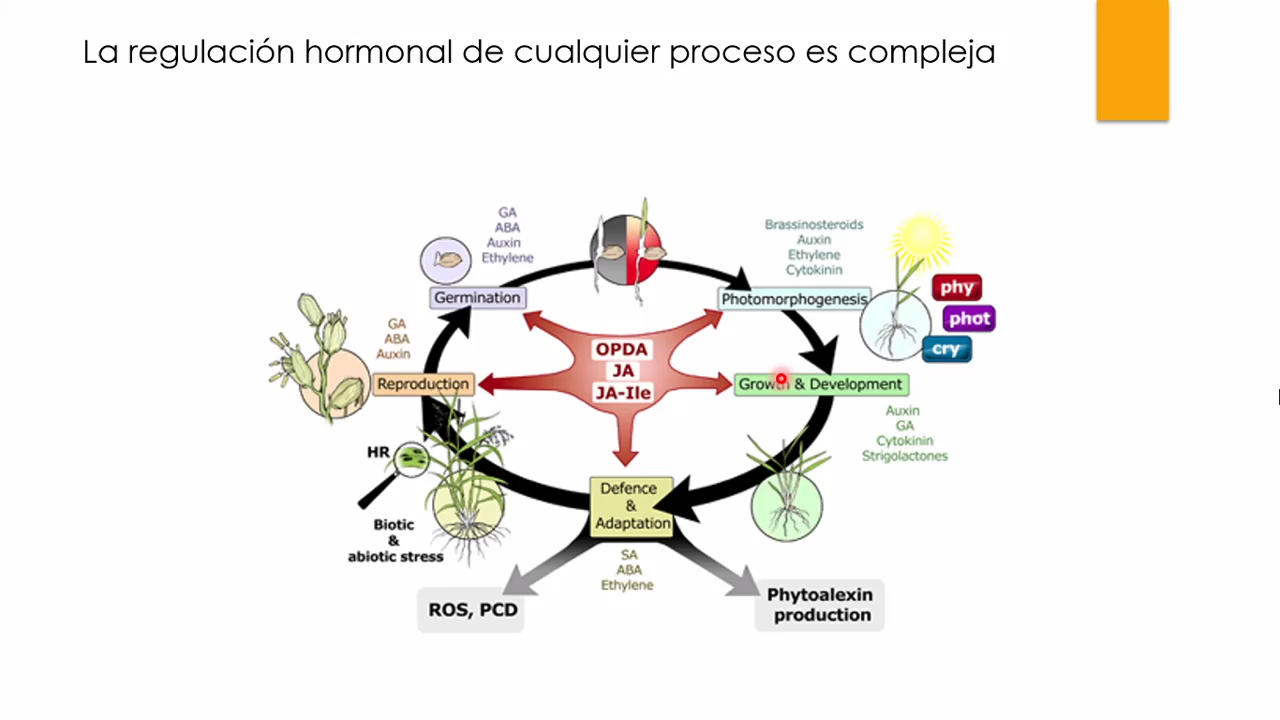 La regulación hormonal de cualquier proceso es compleja
GA
ABA
Auxin
Ethylene
Germination
Brassinosteroids
Auxin
Ethylene
Cytokinin
Photomorphogenesis
phy
phot
cry
GA
ABA
Auxin
Reproduction
OPDA
JA
JA-Ile
Growth & Development
Auxin
GA
Cytokinin
Strigolactones
HR
Biotic
&
abiotic stress
Defence
&
Adaptation
SA
ABA
Ethylene
ROS, PCD
Phytoalexin
production